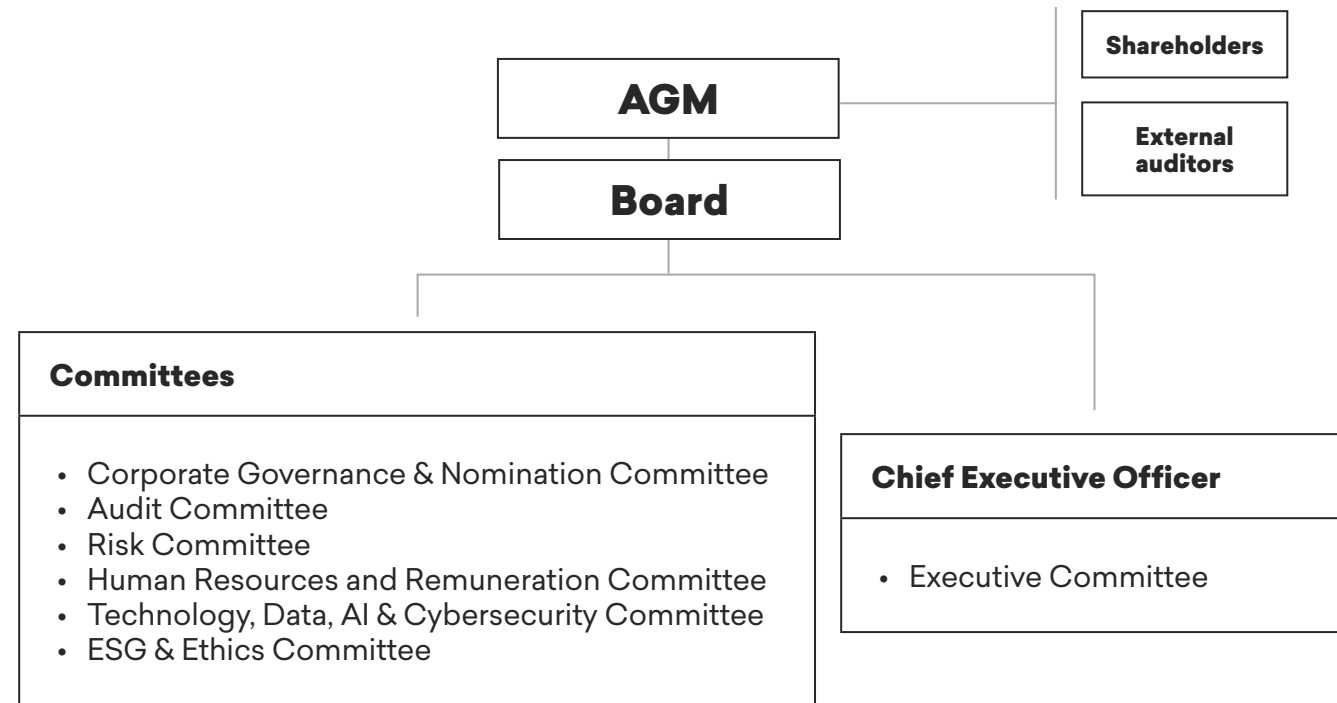 Shareholders
AGM
External
auditors
Board
Committees
• Corporate Governance & Nomination Committee
• Audit Committee
• Risk Committee
• Human Resources and Remuneration Committee
• Technology, Data, AI & Cybersecurity Committee
• ESG & Ethics Committee
Chief Executive Officer
• Executive Committee